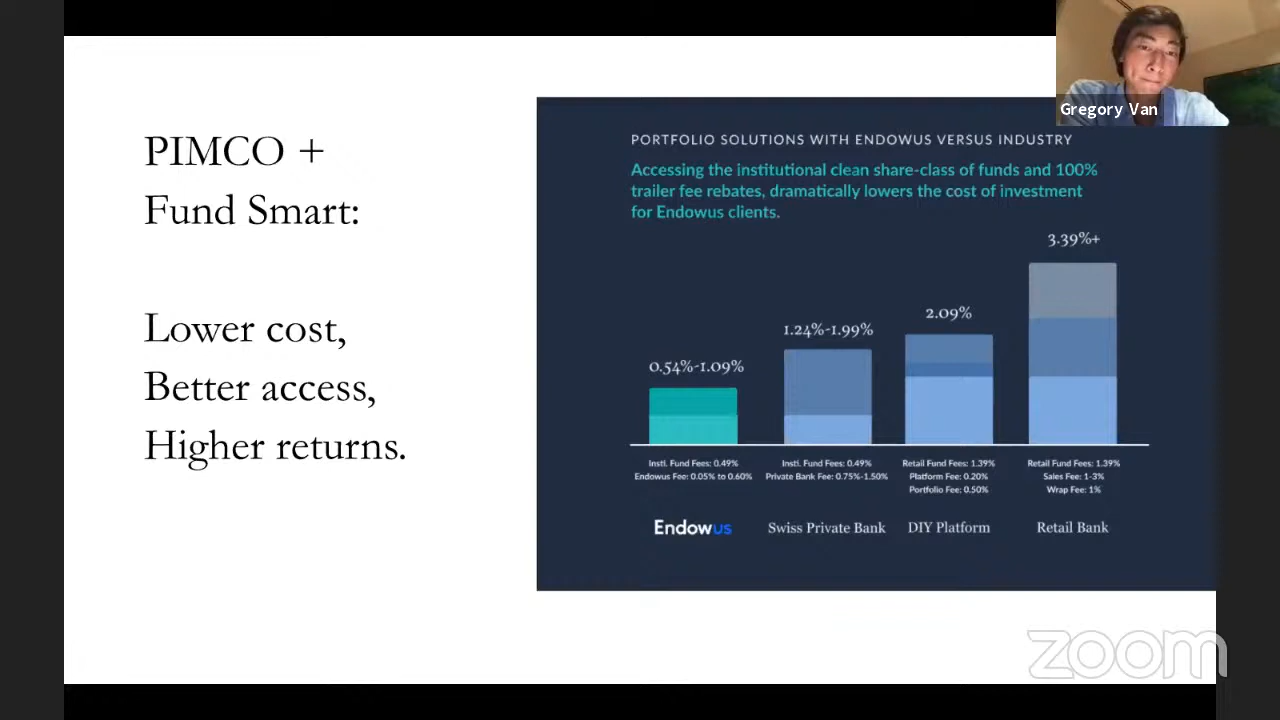 PIMCO +
Fund Smart:
Lower cost,
Better access,
Higher returns.
Gregory Van
PORTFOLIO SOLUTIONS WITH ENDOWUS VERSUS INDUSTRY
Accessing the institutional clean share-class of funds and 100%
trailer fee rebates, dramatically lowers the cost of investment
for Endowus clients.
0.54%-1.09%
1.24%-1.99%
2.09%
3.39%+
Insti. Fund Fees: 0.49%
Endowus Fee: 0.05% to 0.60%
Insti. Fund Fees: 0.49%
Private Bank Fee: 0.75%-1.50%
Retail Fund Fees: 1.39%
Platform Fee: 0.20%
Portfolio Fee: 0.50%
Retail Fund Fees: 1.39%
Sales Fee: 1-3%
Wrap Fee: 1%
Endowus
Swiss Private Bank
DIY Platform
Retail Bank
zoom